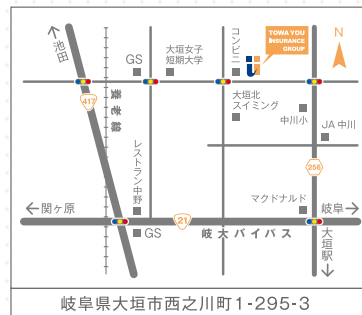 池田
417
養老線
GS
大垣女子
短期大学
コンビニ
TOWA YOU
INSURANCE
GROUP
N
大垣北
スイミング
中川小
JA 中川
256
レストラン中野
マクドナルド
関ヶ原
岐阜
21
岐大バイパス
GS
大垣駅
岐阜県大垣市西之川町1-295-3